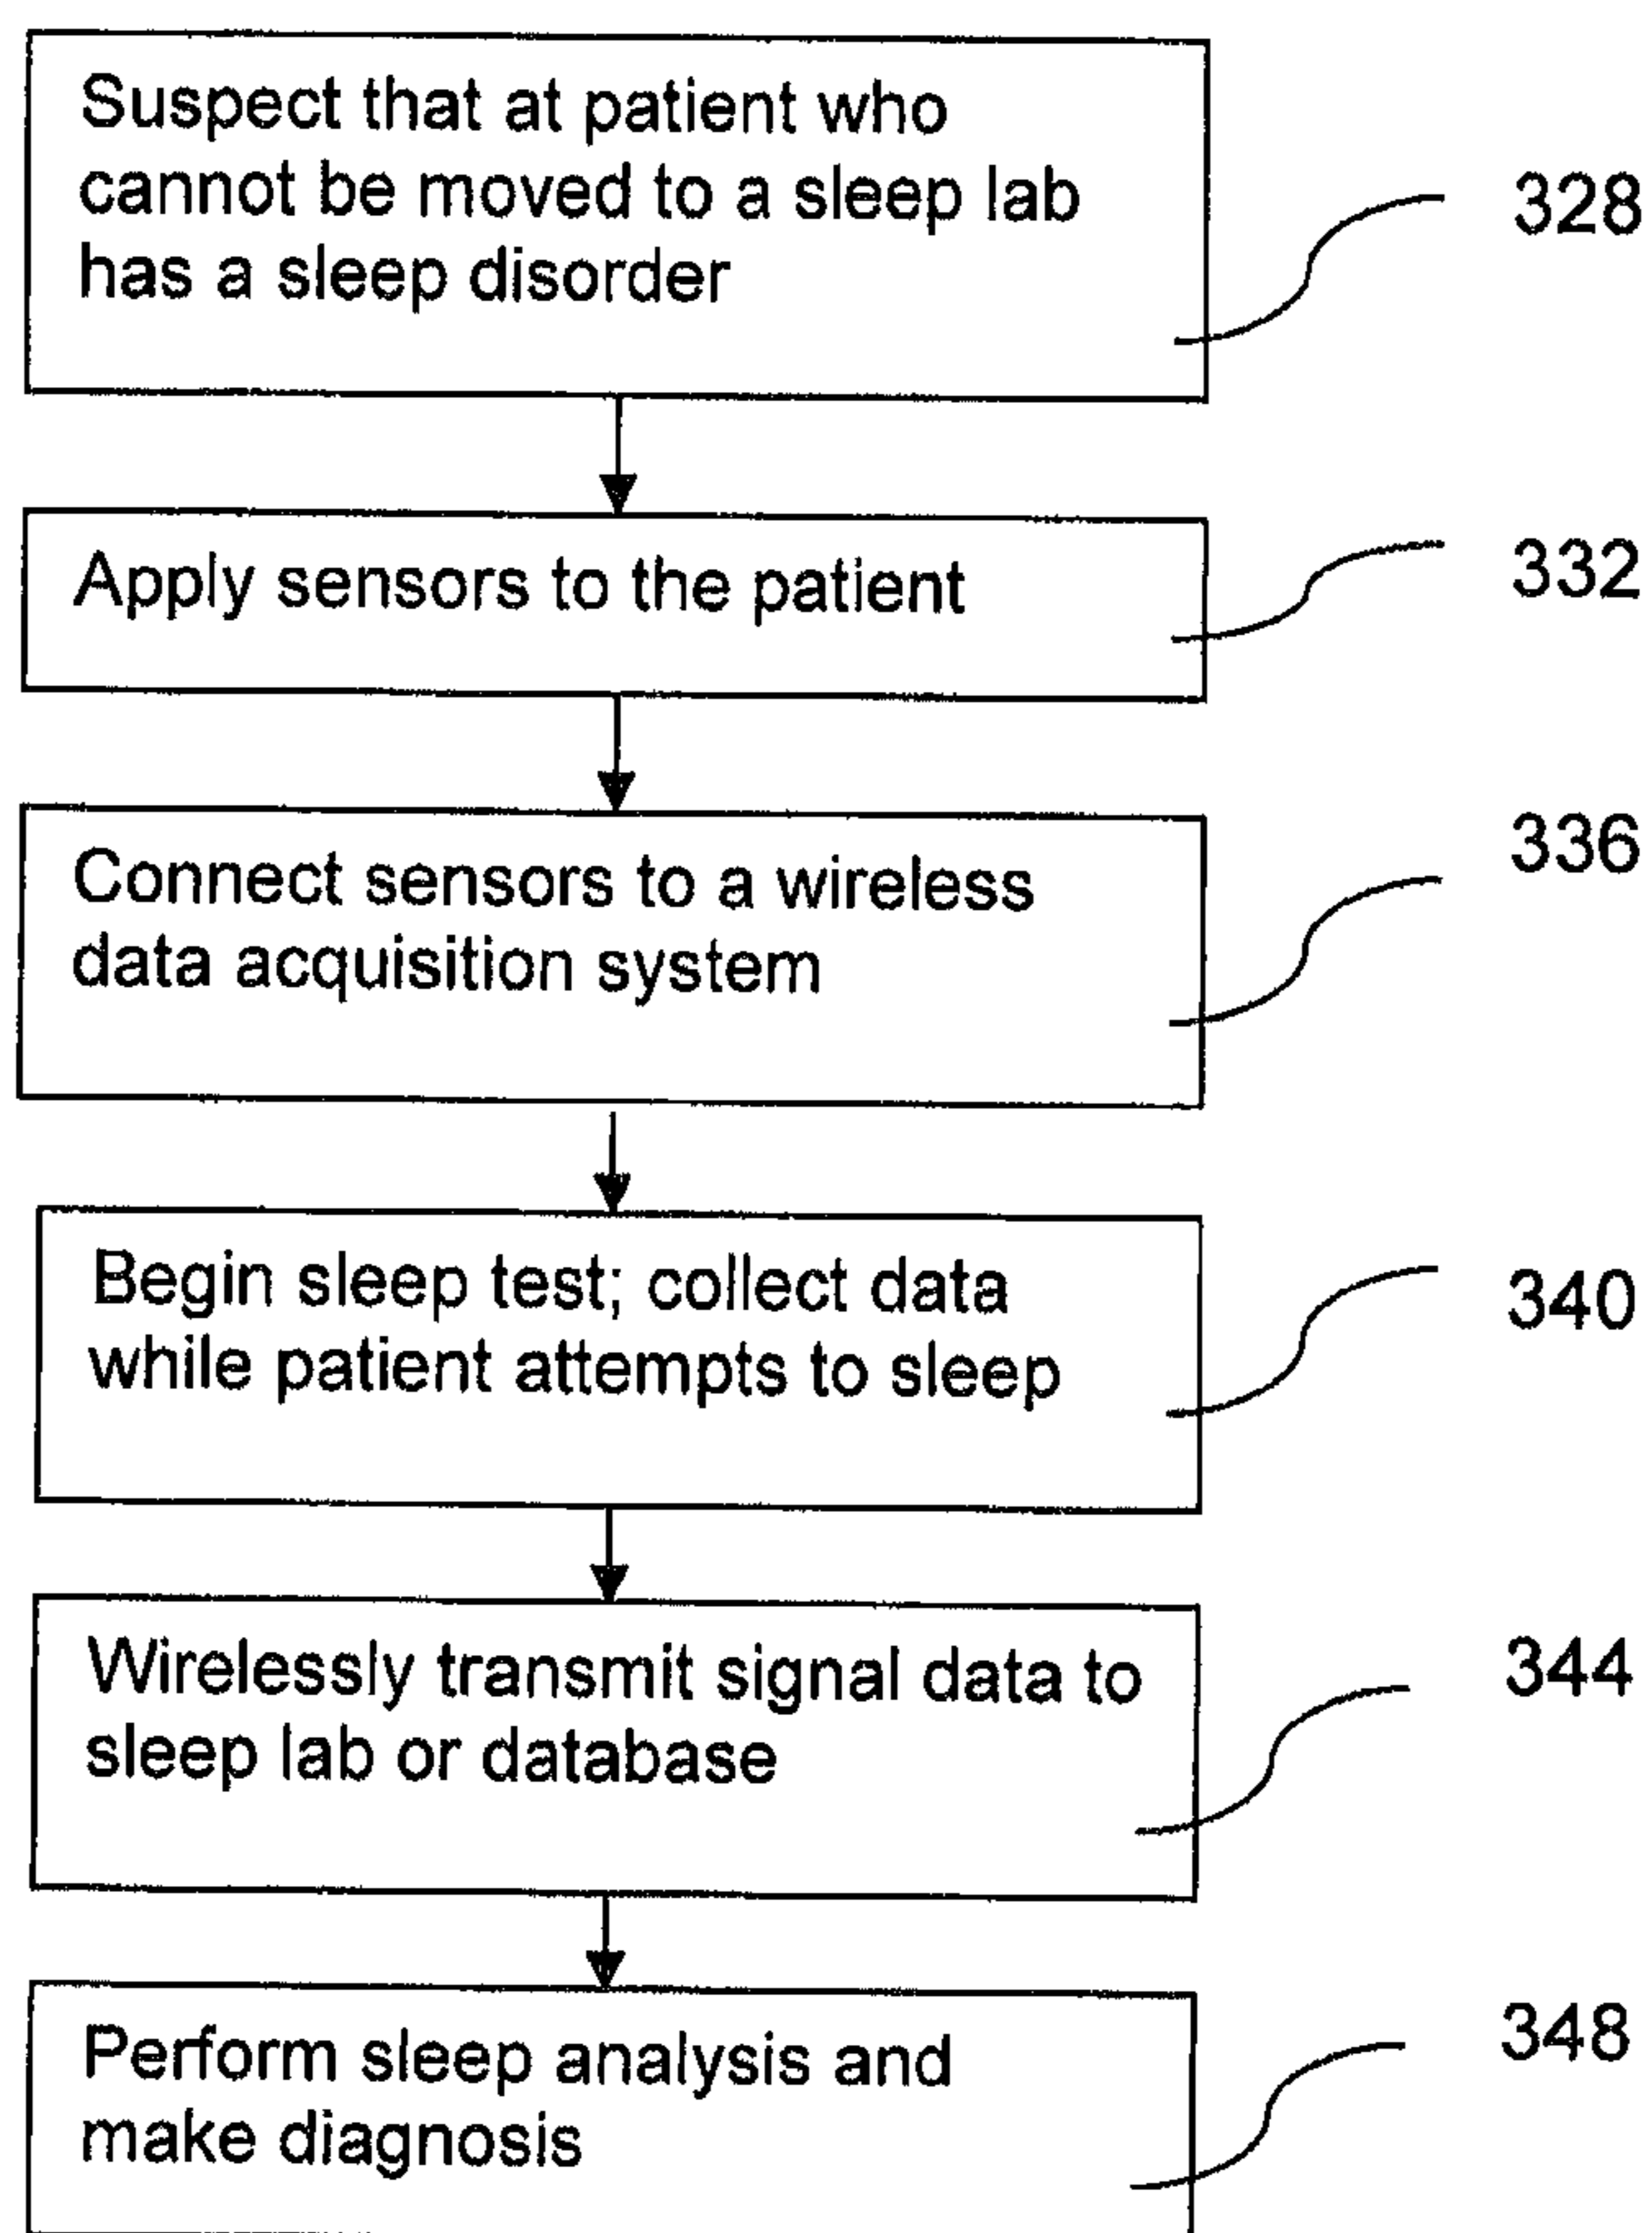 Suspect that at patient who
cannot be moved to a sleep lab
has a sleep disorder
328
Apply sensors to the patient
332
Connect sensors to a wireless
data acquisition system
336
Begin sleep test; collect data
while patient attempts to sleep
340
Wirelessly transmit signal data to
sleep lab or database
344
Perform sleep analysis and
make diagnosis
348